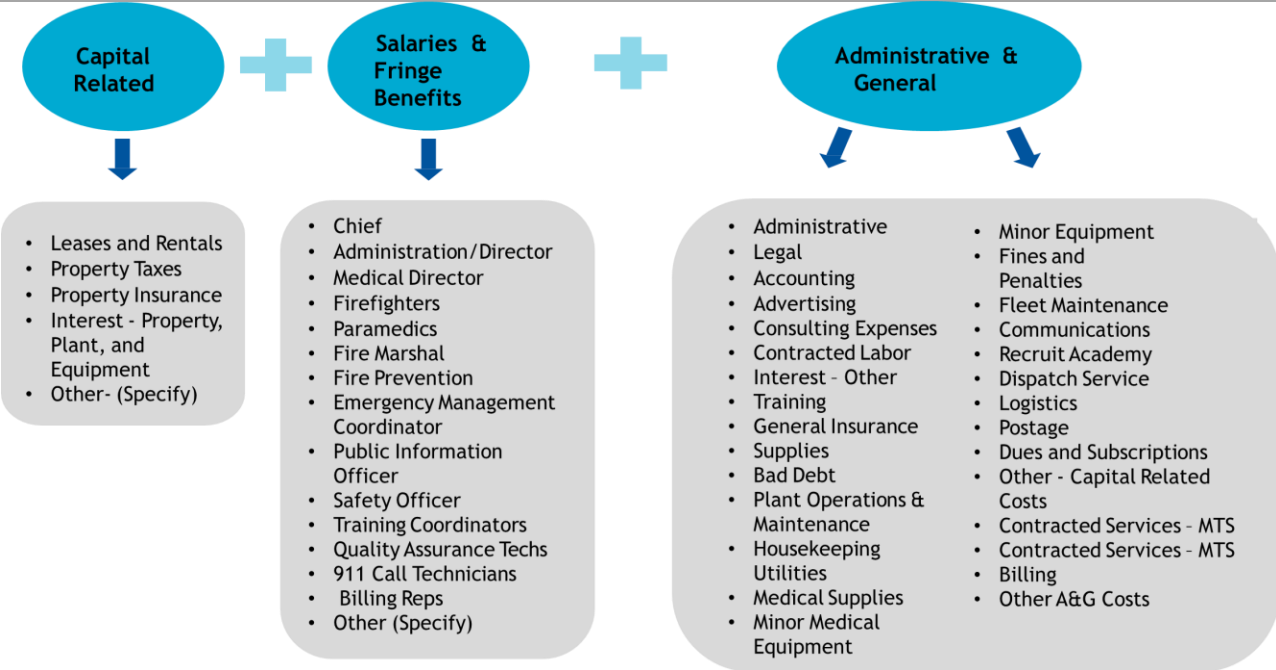 Capital
Related
Salaries &
Fringe
Benefits
Administrative &
General
• Leases and Rentals
• Property Taxes
• Property Insurance
• Interest - Property,
Plant, and
Equipment
• Other- (Specify)
• Chief
• Administration/Director
• Medical Director
• Firefighters
• Paramedics
• Fire Marshal
• Fire Prevention
• Emergency Management
Coordinator
• Public Information
Officer
• Safety Officer
• Training Coordinators
• Quality Assurance Techs
• 911 Call Technicians
• Billing Reps
• Other (Specify)
• Administrative
• Legal
• Accounting
• Advertising
• Consulting Expenses
• Contracted Labor
• Interest – Other
• Training
• General Insurance
• Supplies
• Bad Debt
• Plant Operations &
Maintenance
• Housekeeping
Utilities
• Medical Supplies
• Minor Medical
Equipment
• Minor Equipment
• Fines and
Penalties
• Fleet Maintenance
• Communications
• Recruit Academy
• Dispatch Service
• Logistics
• Postage
• Dues and Subscriptions
• Other - Capital Related
Costs
• Contracted Services – MTS
• Contracted Services – MTS
• Billing
• Other A&G Costs